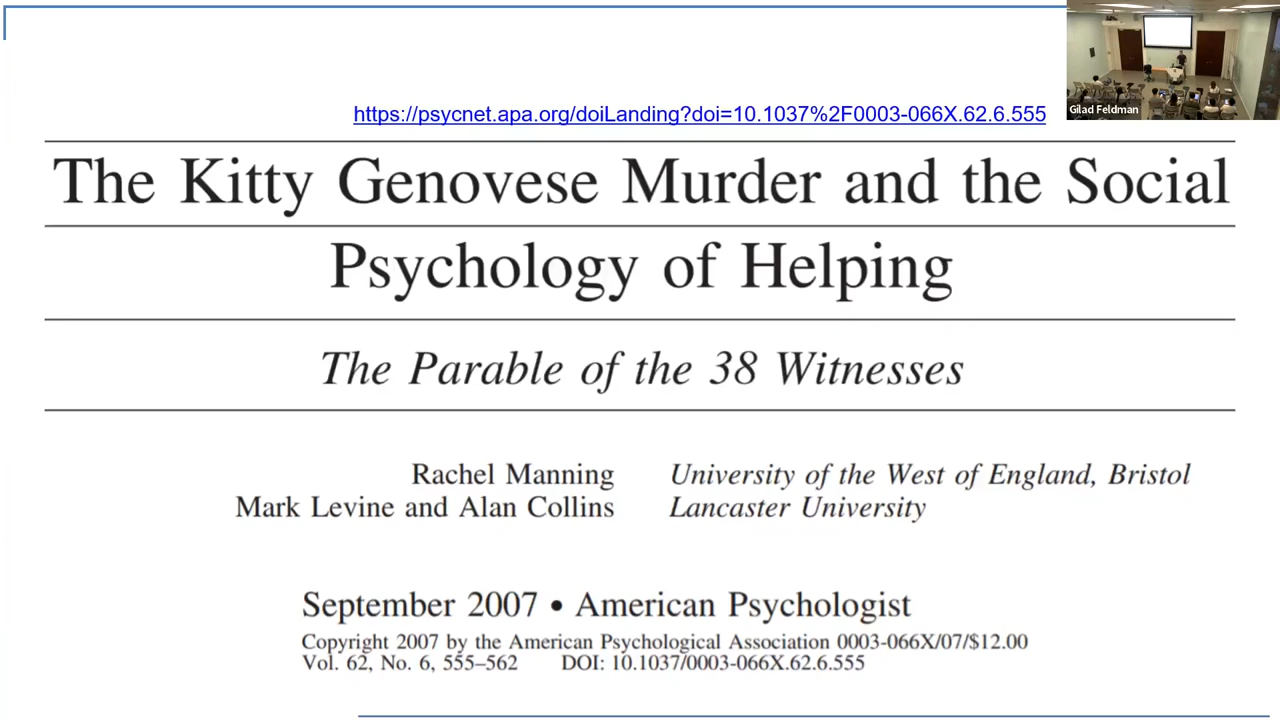 https://psycnet.apa.org/doiLanding?doi=10.1037%2F0003-066X.62.6.555
Gilad Feldman
The Kitty Genovese Murder and the Social
Psychology of Helping
The Parable of the 38 Witnesses
Rachel Manning University of the West of England, Bristol
Mark Levine and Alan Collins Lancaster University
September 2007 • American Psychologist
Copyright 2007 by the American Psychological Association 0003-066X/07/$12.00
Vol. 62, No. 6, 555–562 DOI: 10.1037/0003-066X.62.6.555